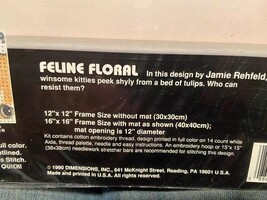 FELINE FLORAL In this design by Jamie Rehfeld,
winsome kitties peek shyly from a bed of tulips. Who can
resist them?
12"x 12" Frame Size without mat (30x30cm)
16"x 16" Frame Size with mat as shown (40x40cm);
mat opening is 12" diameter
Kit contains cotton embroidery thread, design printed in full color on 14 count white
Aida, thread palette, needle and easy instructions. An embroidery hoop or 15"x 15"
(38x38cm) needlework stretcher bars are recommended for stitching this design.
© 1990 DIMENSIONS, INC., 641 McKnight Street, Reading, PA 19601 U.S.A.
Made and printed in U.S.A. All rights reserved.
full color.
outlined.
s Stitch.
QUICK!